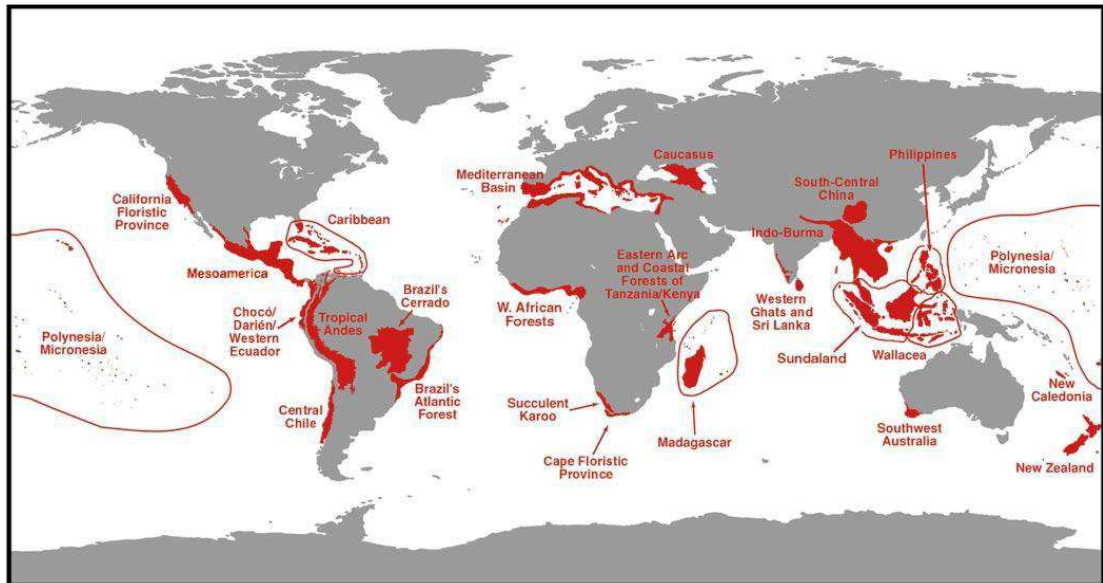 California
Floristic
Province
Caribbean
Mesoamerica
Polynesia/
Micronesia
Chocó/
Darién/
Western
Ecuador
Tropical
Andes
Brazil's
Cerrado
Brazil's
Atlantic
Forest
Central
Chile
Mediterranean
Basin
Caucasus
W. African
Forests
Eastern Arc
and Coastal
Forests of
Tanzania/Kenya
Succulent
Karoo
Cape Floristic
Province
Madagascar
Philippines
South-Central
China
Indo-Burma
Western
Ghats and
Sri Lanka
Sundaland
Wallacea
Polynesia/
Micronesia
New
Caledonia
Southwest
Australia
New Zealand